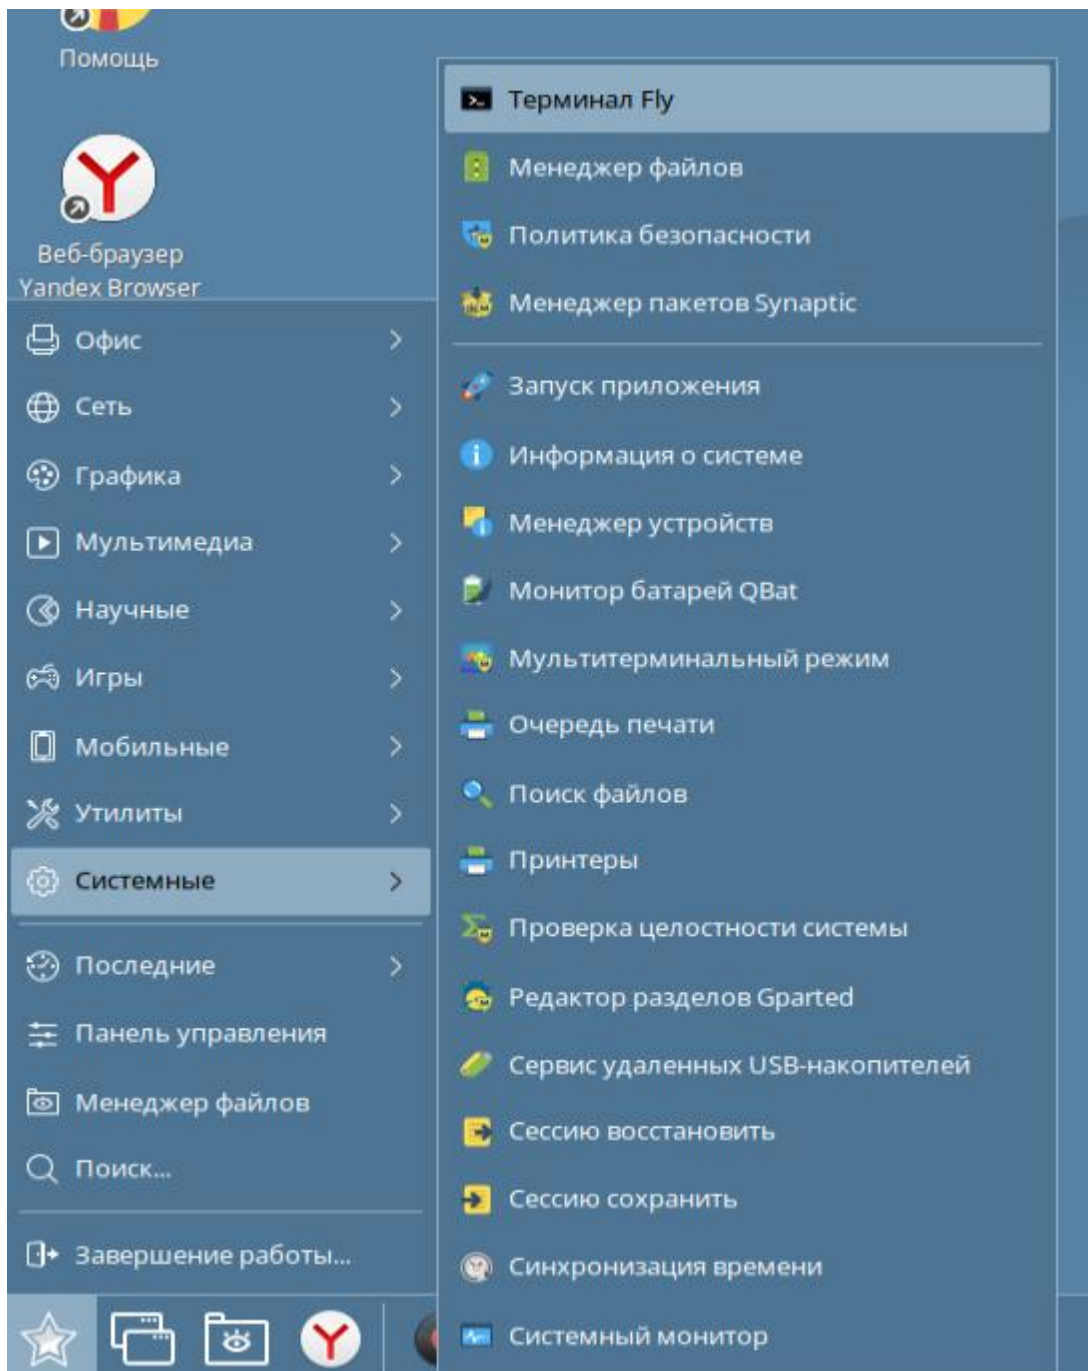 Помощь
Веб-браузер
Yandex Browser
Офис
Сеть
Графика
Мультимедиа
Научные
Игры
Мобильные
Утилиты
Системные
Последние
Панель управления
Менеджер файлов
Поиск...
Завершение работы...
Терминал Fly
Менеджер файлов
Политика безопасности
Менеджер пакетов Synaptic
Запуск приложения
Информация о системе
Менеджер устройств
Монитор батарей QBat
Мультитерминальный режим
Очередь печати
Поиск файлов
Принтеры
Проверка целостности системы
Редактор разделов Gparted
Сервис удаленных USB-накопителей
Сессию восстановить
Сессию сохранить
Синхронизация времени
Системный монитор